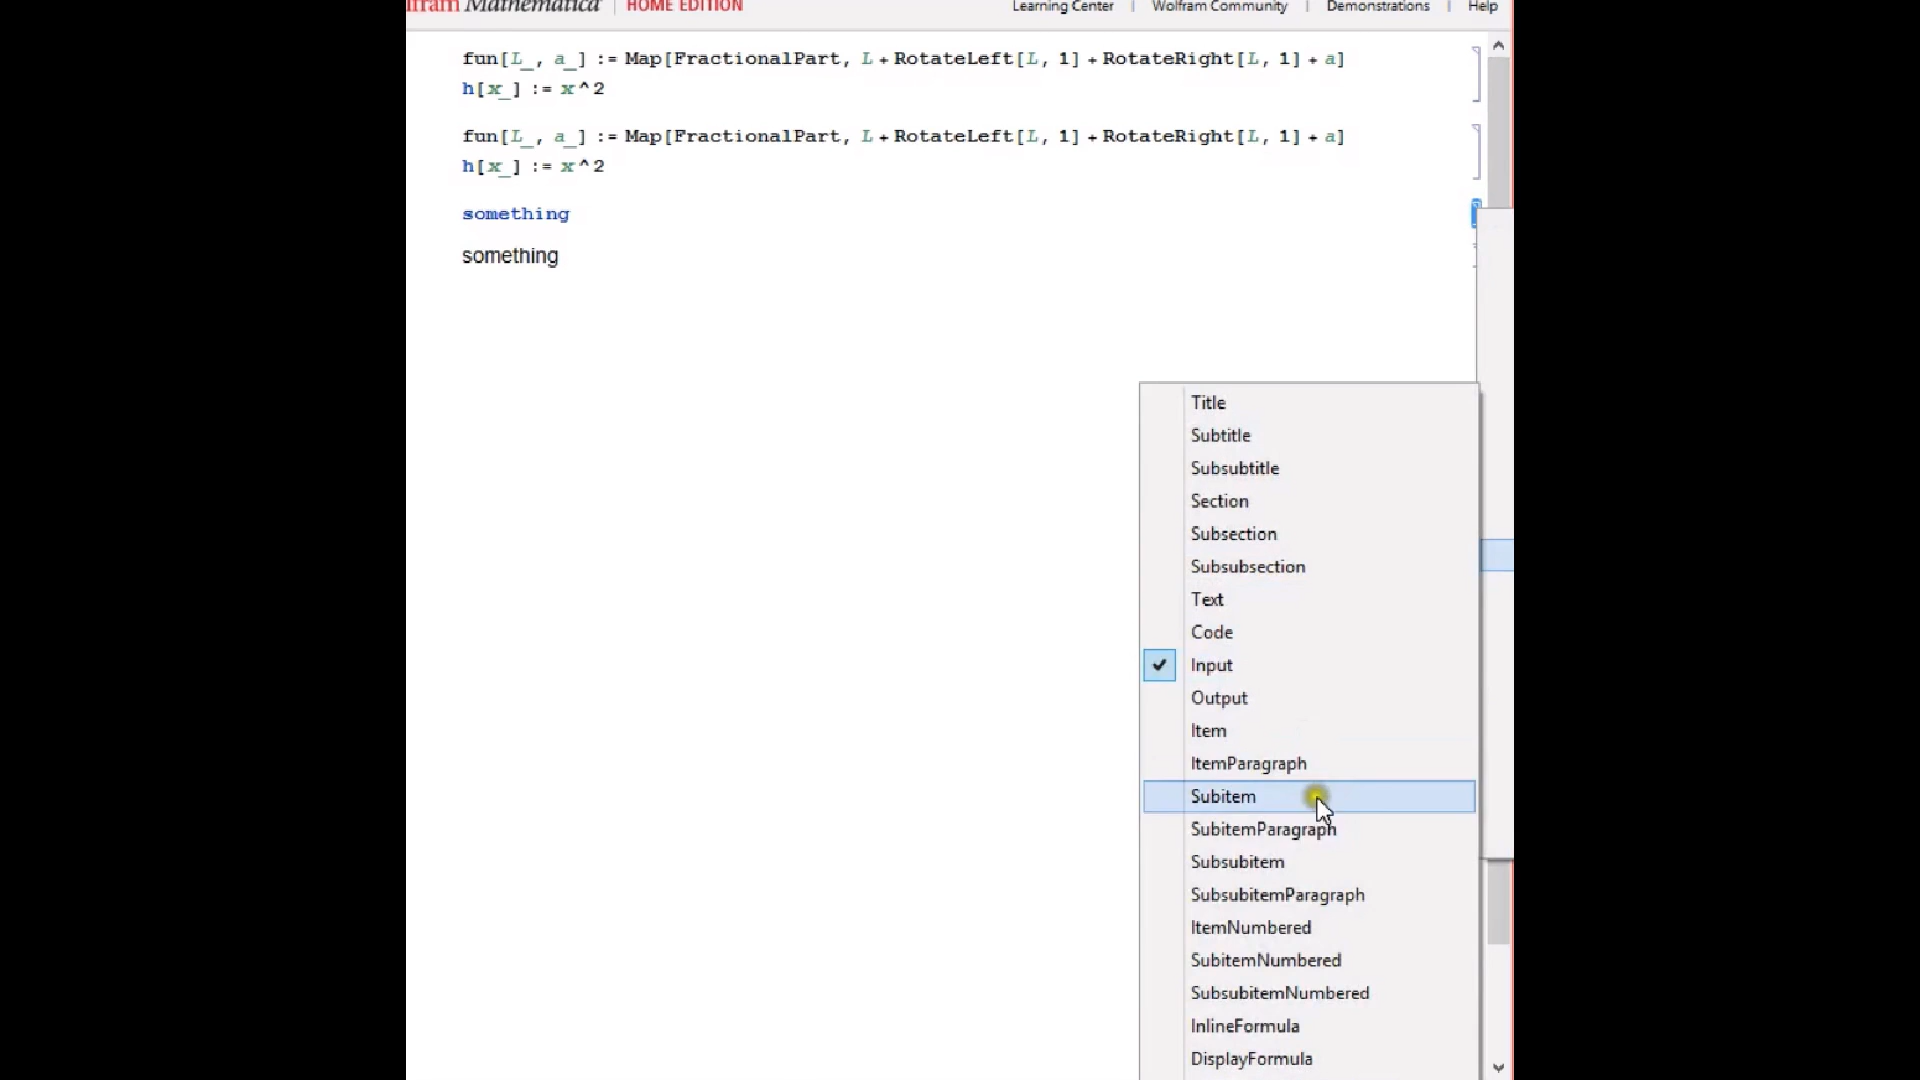 Mathematica | HOME EDITION Learning Center | Wolfram Community | Demonstrations | Help
fun[L_, a_] := Map[FractionalPart, L + RotateLeft[L, 1] + RotateRight[L, 1] + a]
h[x_] := x^2
fun[L_, a_] := Map[FractionalPart, L + RotateLeft[L, 1] + RotateRight[L, 1] + a]
h[x_] := x^2
something
something
Title
Subtitle
Subsubtitle
Section
Subsection
Subsubsection
Text
Code
Input
Output
Item
ItemParagraph
Subitem
SubitemParagraph
Subsubitem
SubsubitemParagraph
ItemNumbered
SubitemNumbered
SubsubitemNumbered
InlineFormula
DisplayFormula